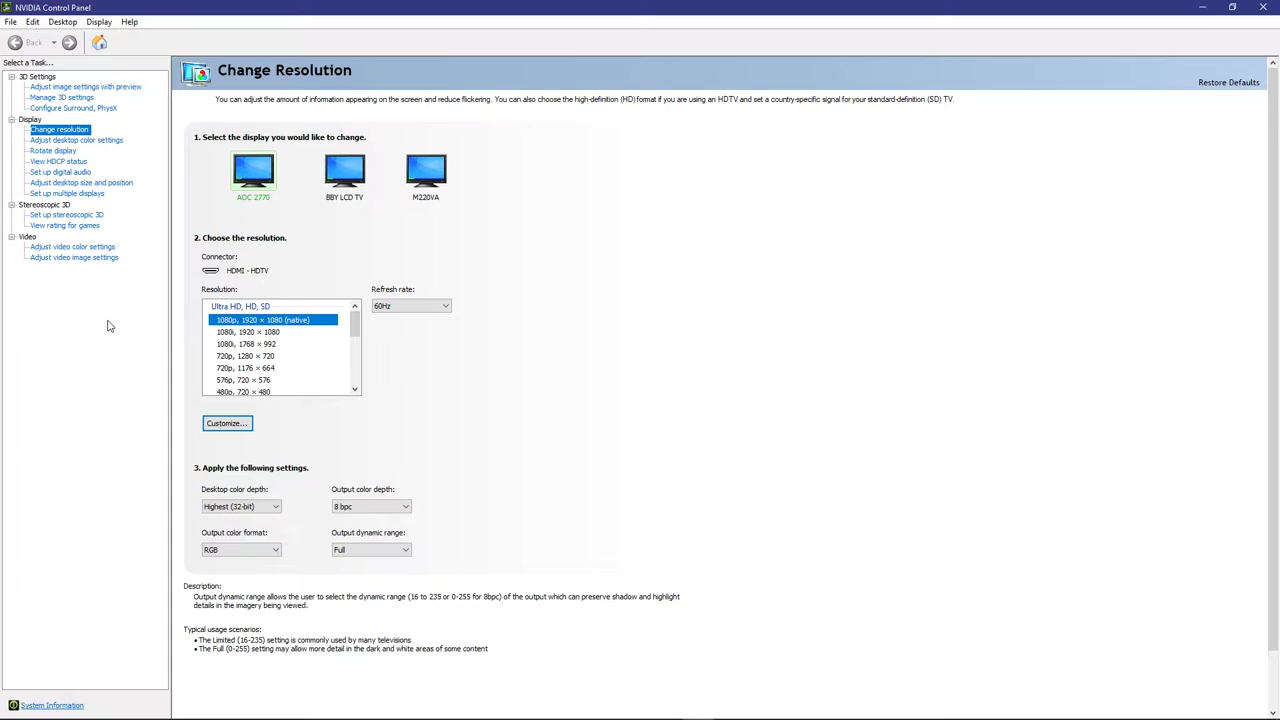 NVIDIA Control Panel
File Edit Desktop Display Help
Back
Select a Task...
3D Settings
Adjust image settings with preview
Manage 3D settings
Configure Surround, PhysX
Display
Change resolution
Adjust desktop color settings
Rotate display
View HDCP status
Set up digital audio
Adjust desktop size and position
Set up multiple displays
Stereoscopic 3D
Set up stereoscopic 3D
View rating for games
Video
Adjust video color settings
Adjust video image settings
System Information
Change Resolution
Restore Defaults
You can adjust the amount of information appearing on the screen and reduce flickering. You can also choose the high-definition (HD) format if you are using an HDTV and set a country-specific signal for your standard-definition (SD) TV.
1. Select the display you would like to change.
AOC 2770 BBY LCD TV M220VA
2. Choose the resolution.
Connector:
HDMI - HDTV
Resolution: Refresh rate:
Ultra HD, HD, SD 60Hz
1080p, 1920 × 1080 (native)
1080i, 1920 × 1080
1080i, 1768 × 992
720p, 1280 × 720
720p, 1176 × 664
576p, 720 × 576
480p, 720 × 480
Customize...
3. Apply the following settings.
Desktop color depth: Output color depth:
Highest (32-bit) 8 bpc
Output color format: Output dynamic range:
RGB Full
Description:
Output dynamic range allows the user to select the dynamic range (16 to 235 or 0-255 for 8bpc) of the output which can preserve shadow and highlight
details in the imagery being viewed.
Typical usage scenarios:
• The Limited (16-235) setting is commonly used by many televisions
• The Full (0-255) setting may allow more detail in the dark and white areas of some content